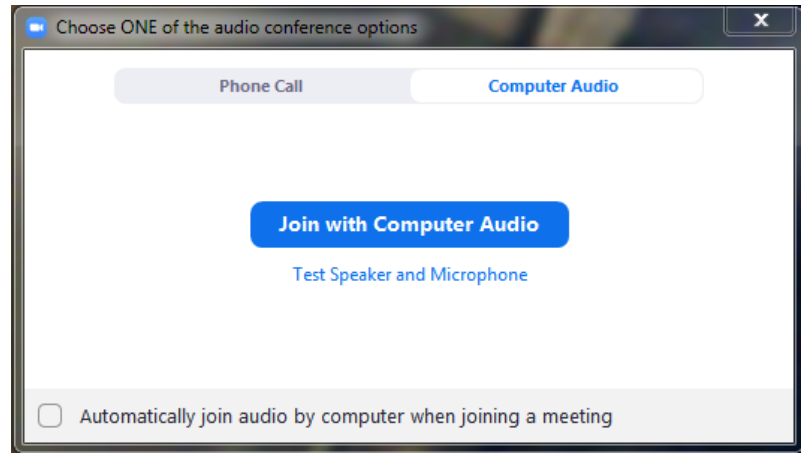 Choose ONE of the audio conference options
Phone Call
Computer Audio
Join with Computer Audio
Test Speaker and Microphone
Automatically join audio by computer when joining a meeting